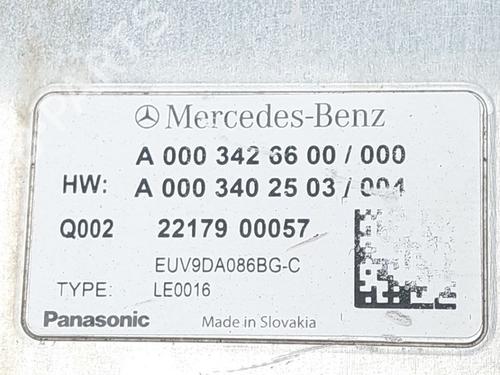 Mercedes-Benz
A 000 342 66 00 / 000
HW: A 000 340 25 03 / 001
Q002 22179 00057
EUV9DA086BG-C
TYPE: LE0016
Panasonic Made in Slovakia